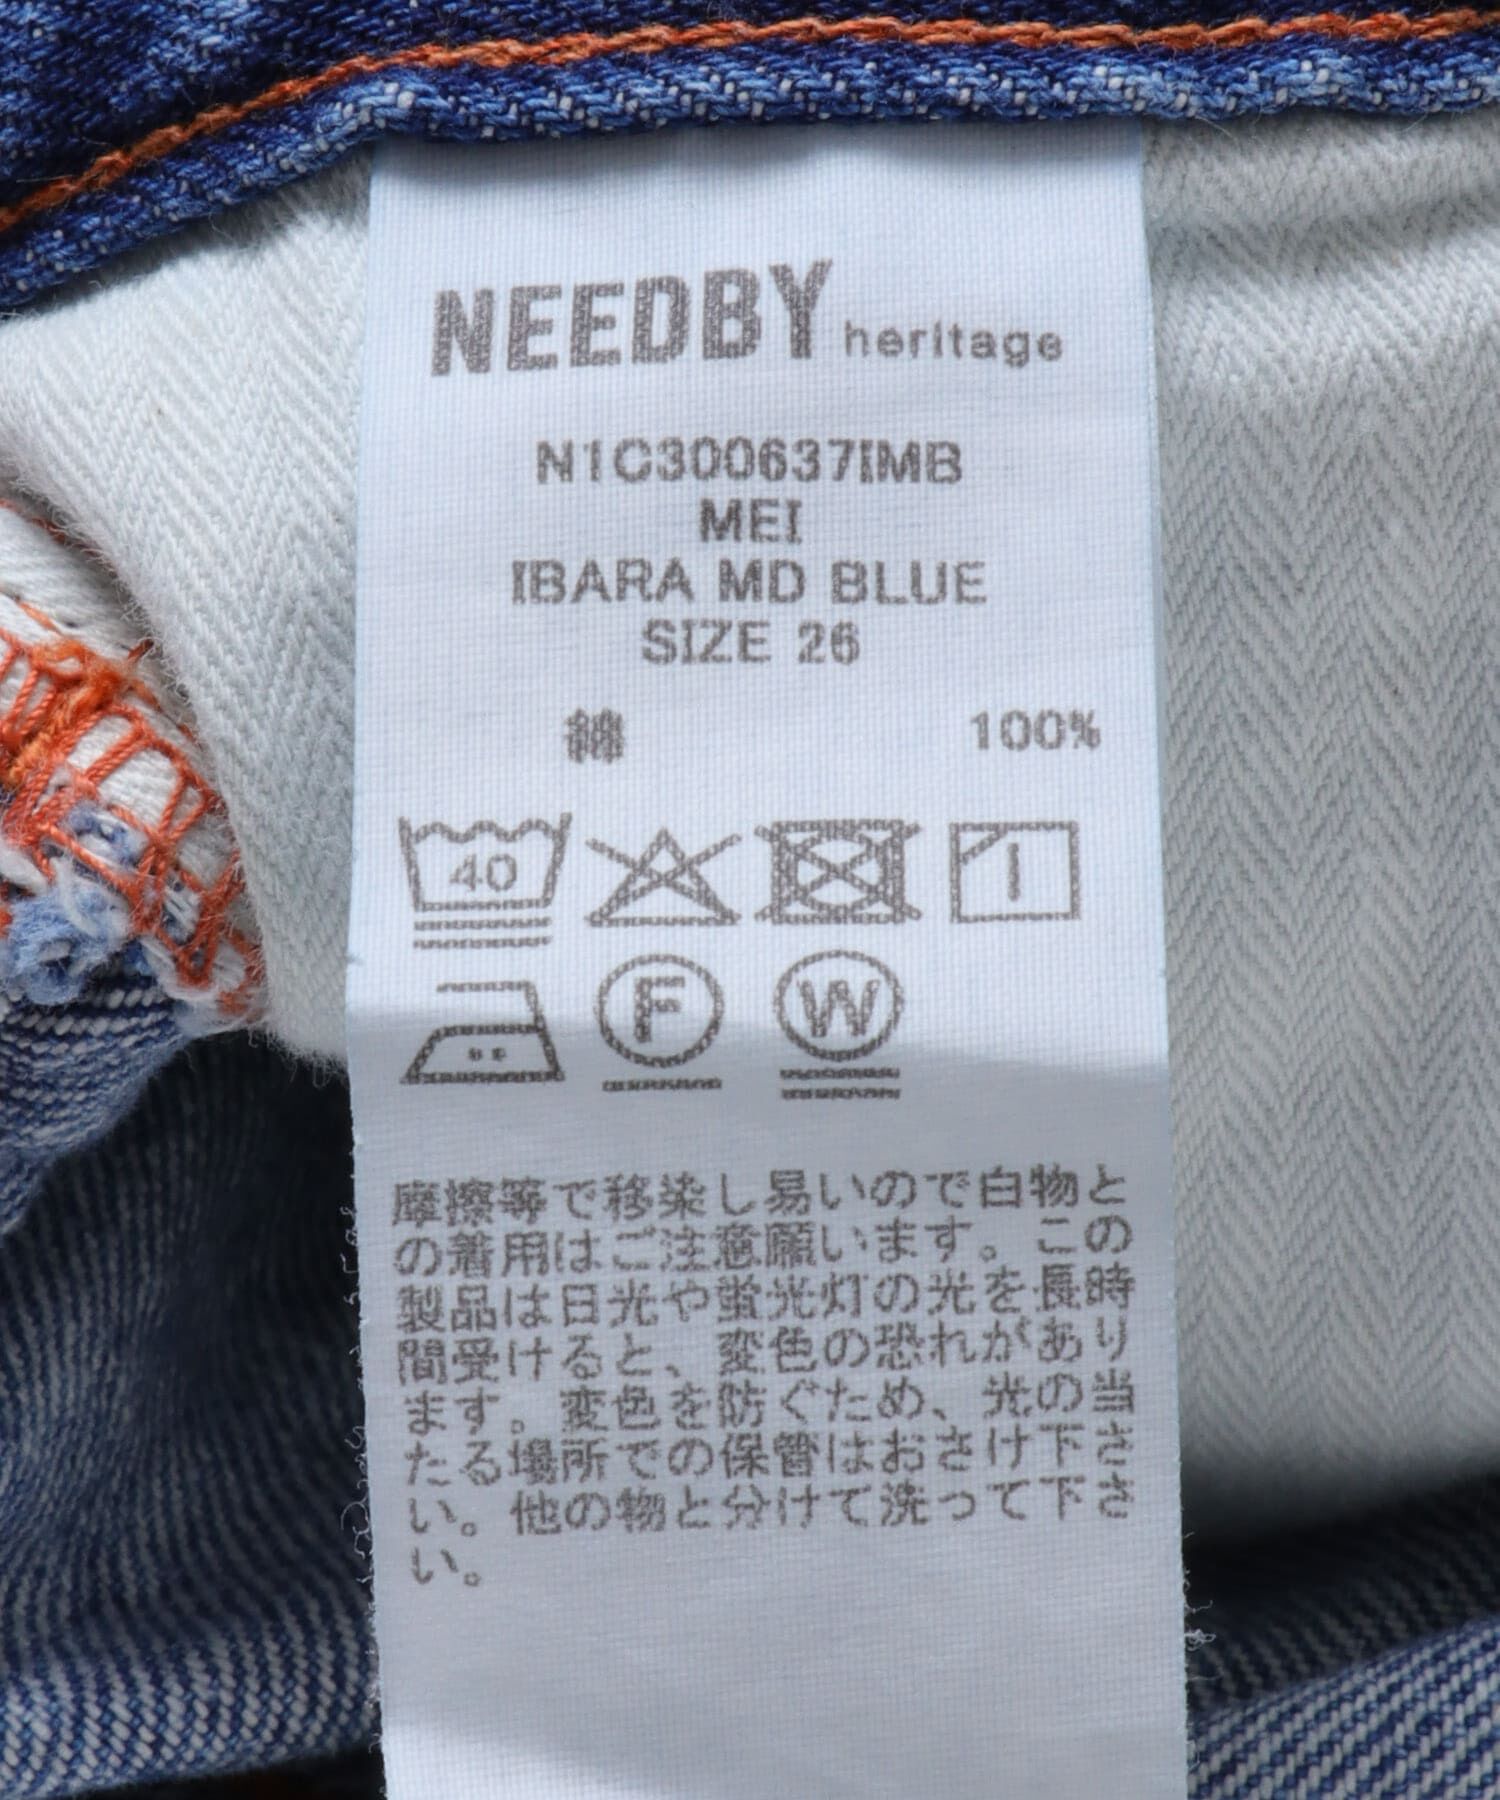 NEEDBY heritage
N1C300637IMB
MEI
IBARA MD BLUE
SIZE 26
綿 100%
40
F W
摩擦等で移染し易いので白物と
の着用はご注意願います。この
製品は日光や蛍光灯の光を長時
間受けると、変色の恐れがあり
ます。変色を防ぐため、光の当
たる場所での保管はおさけ下さ
い。他の物と分けて洗って下さ
い。